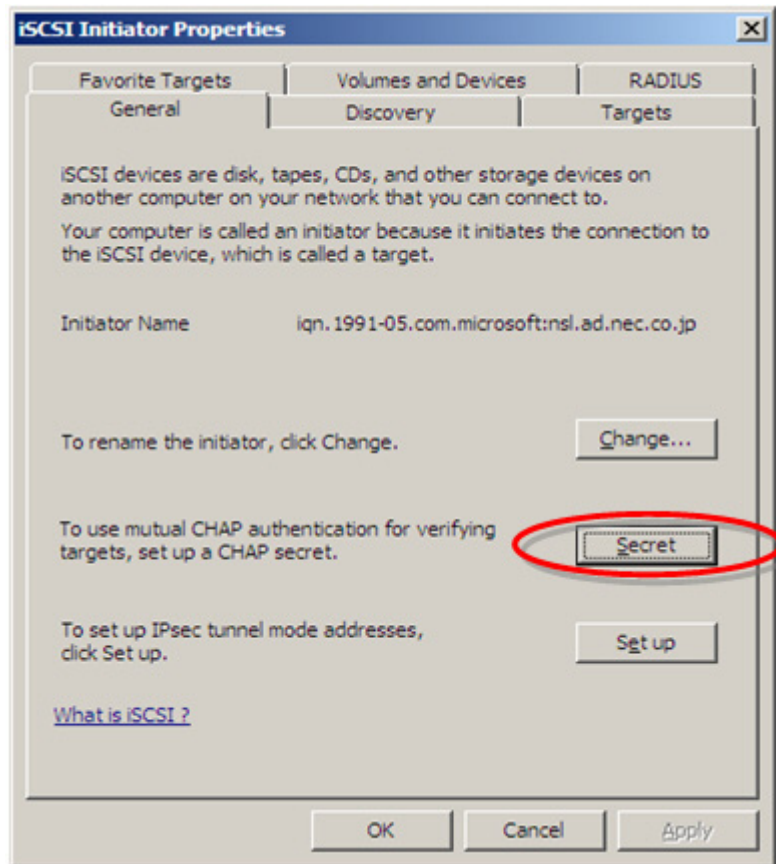 iSCSI Initiator Properties
Favorite Targets
Volumes and Devices
RADIUS
General
Discovery
Targets
iSCSI devices are disk, tapes, CDs, and other storage devices on
another computer on your network that you can connect to.
Your computer is called an initiator because it initiates the connection to
the iSCSI device, which is called a target.
Initiator Name iqn.1991-05.com.microsoft:nsl.ad.nec.co.jp
To rename the initiator, click Change.
Change...
To use mutual CHAP authentication for verifying
targets, set up a CHAP secret.
Secret
To set up IPsec tunnel mode addresses,
click Set up.
Set up
What is iSCSI ?
OK
Cancel
Apply